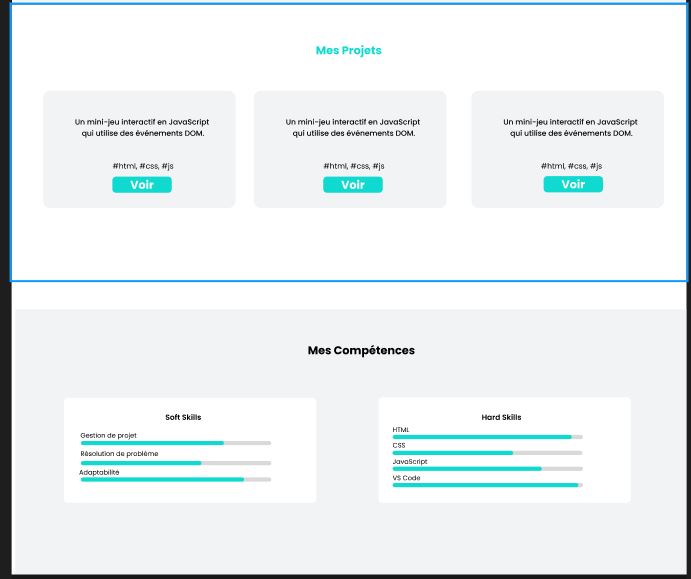 Mes Projets
Un mini-jeu interactif en JavaScript
qui utilise des événements DOM.
#html, #css, #js
Voir
Un mini-jeu interactif en JavaScript
qui utilise des événements DOM.
#html, #css, #js
Voir
Un mini-jeu interactif en JavaScript
qui utilise des événements DOM.
#html, #css, #js
Voir
Mes Compétences
Soft Skills
Gestion de projet
Résolution de problème
Adaptabilité
Hard Skills
HTML
CSS
JavaScript
VS Code